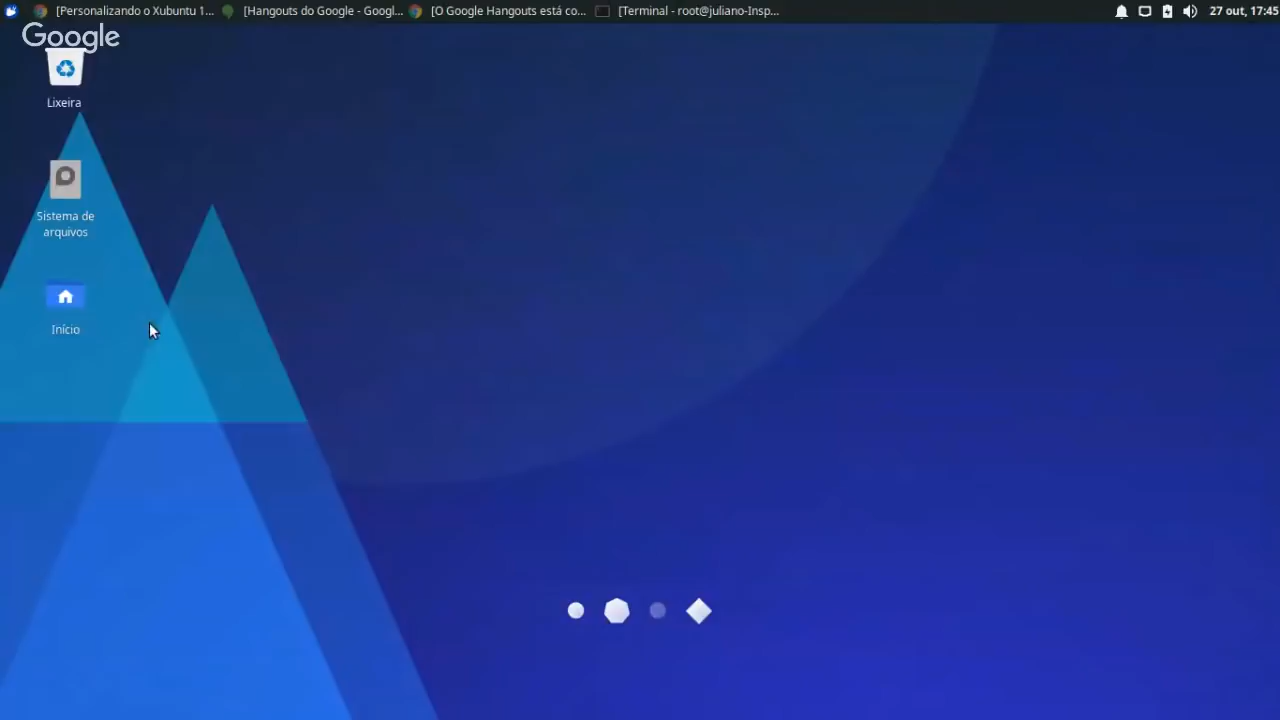 [Personalizando o Xubuntu 1... [Hangouts do Google - Googl... [O Google Hangouts está co... [Terminal - root@juliano-Insp... 27 out, 17:45
Google
Lixeira
Sistema de
arquivos
Início